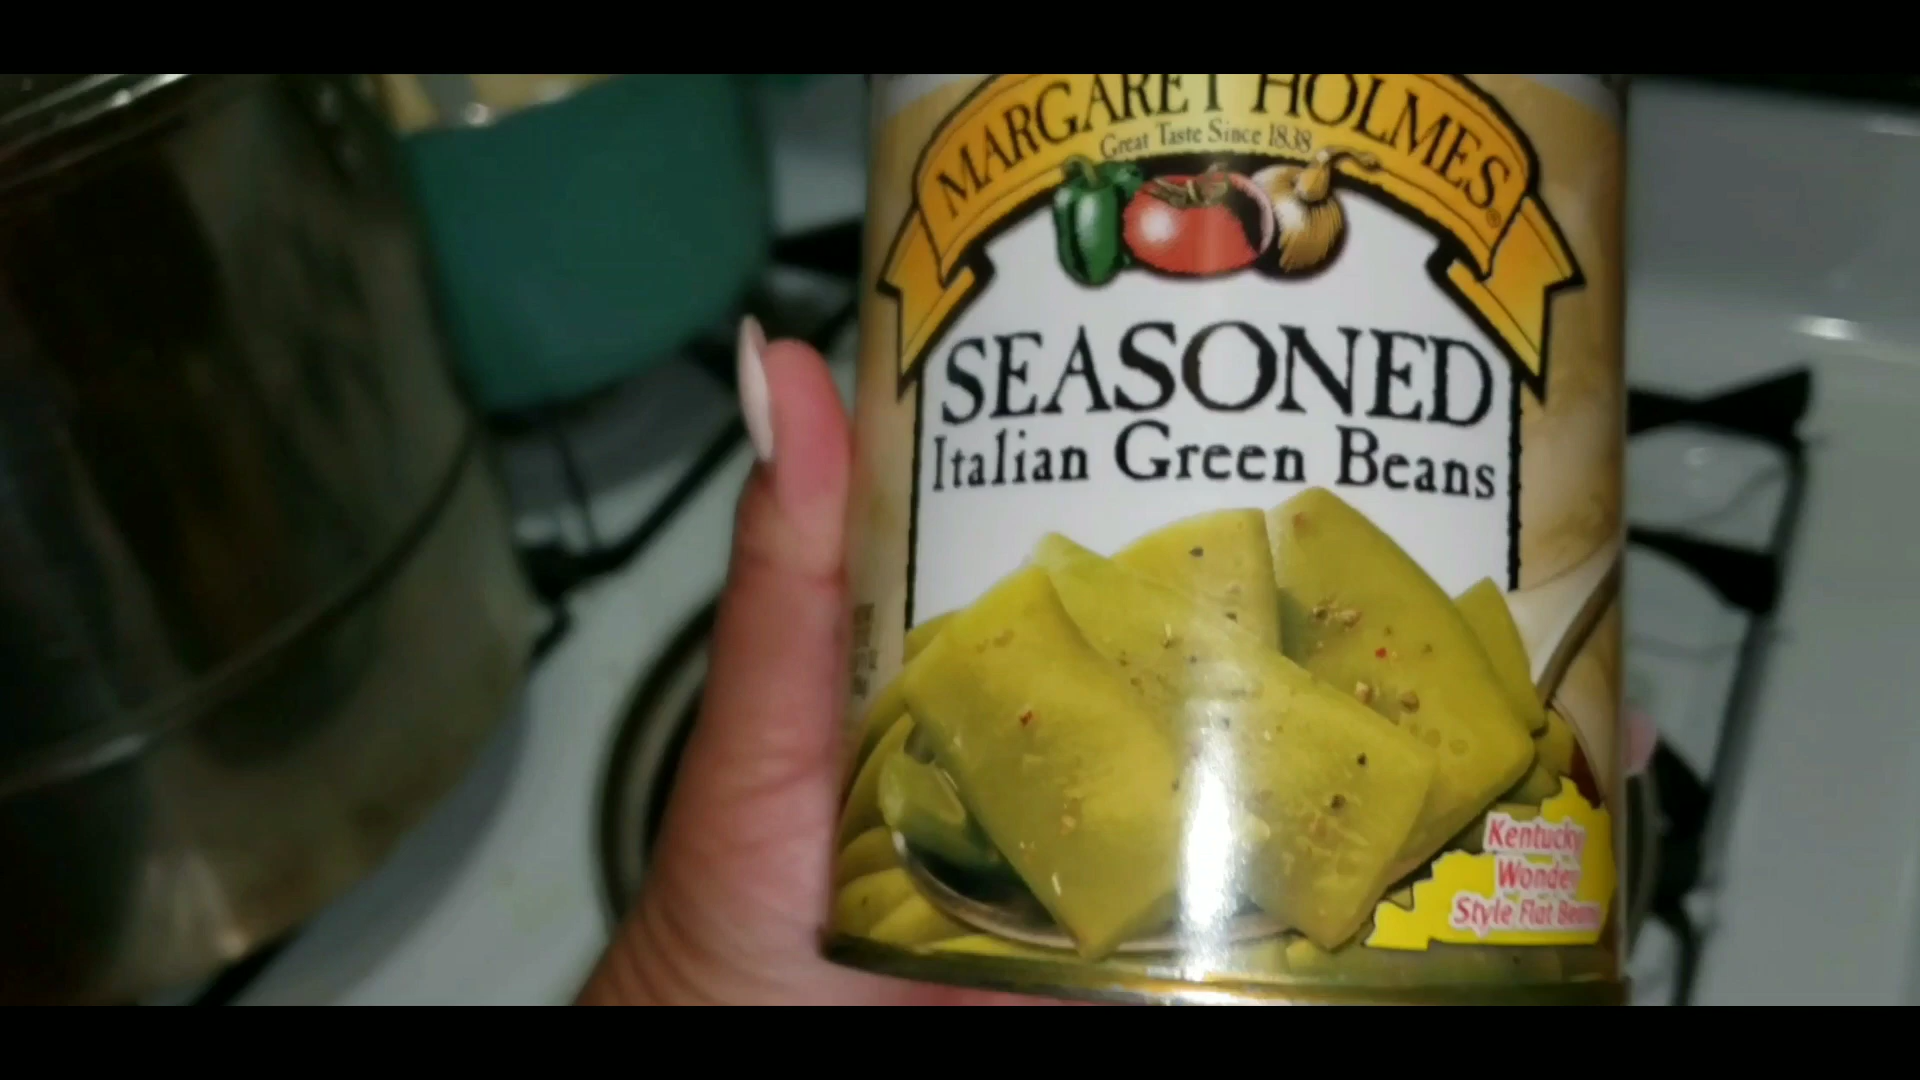 MARGARET HOLMES®
Great Taste Since 1838
SEASONED
Italian Green Beans
Kentucky
Wonder
Style Flat Beans